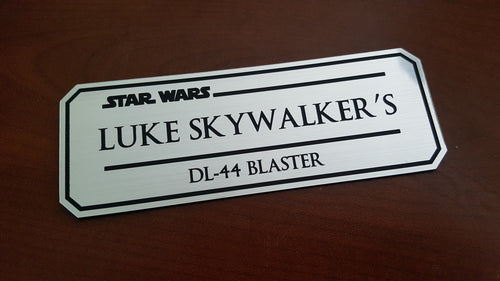 STAR WARS
LUKE SKYWALKER'S
DL-44 BLASTER